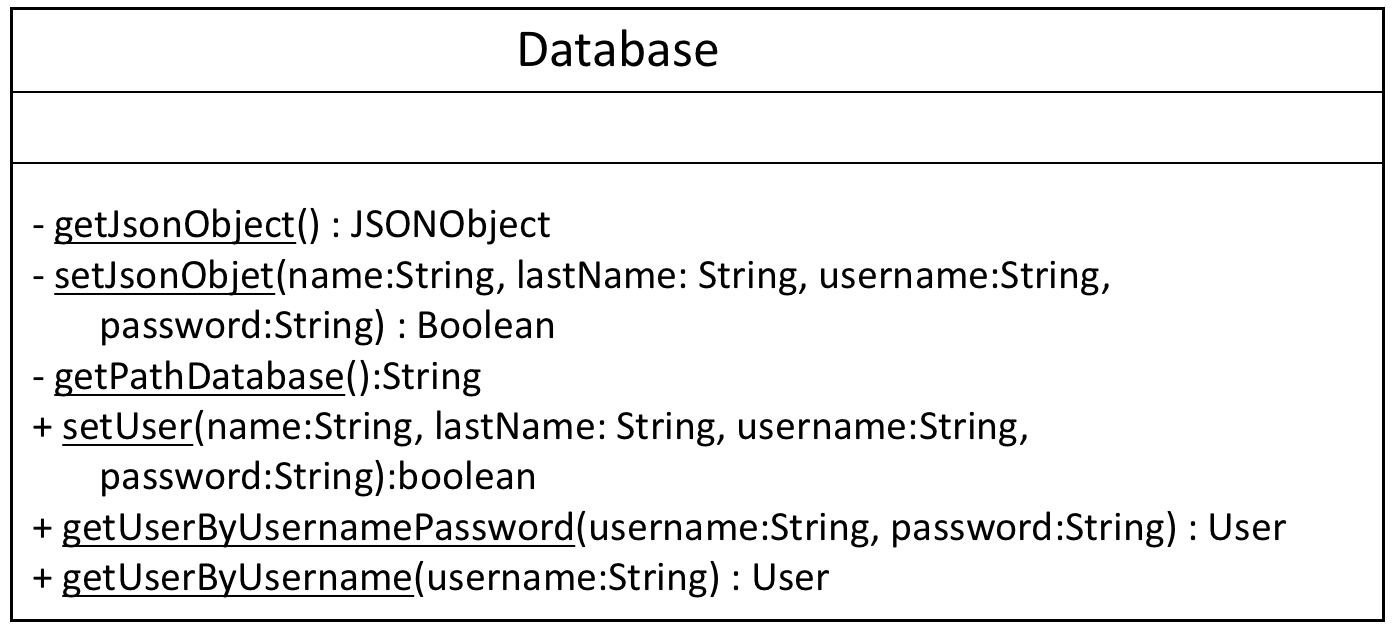 Database
- getJsonObject() : JSONObject
- setJsonObjet(name:String, lastName: String, username:String,
password:String) : Boolean
- getPathDatabase():String
+ setUser(name:String, lastName: String, username:String,
password:String):boolean
+ getUserByUsernamePassword(username:String, password:String) : User
+ getUserByUsername(username:String) : User